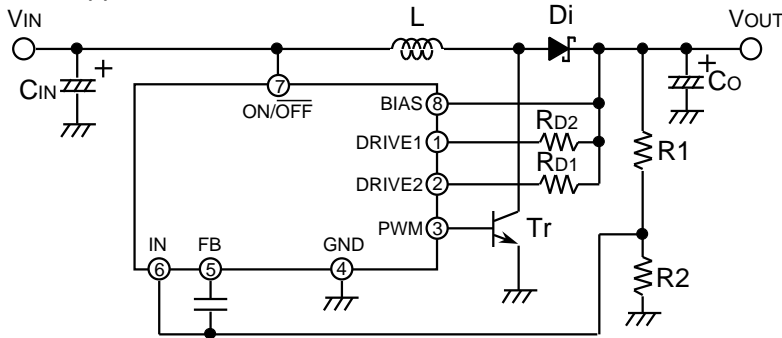 VIN
L
Di
VOUT
CIN
+
7
ON/OFF
+
CO
BIAS 8
DRIVE1 1
RD2
R1
DRIVE2 2
RD1
PWM 3
Tr
IN
FB
GND
6
5
4
R2